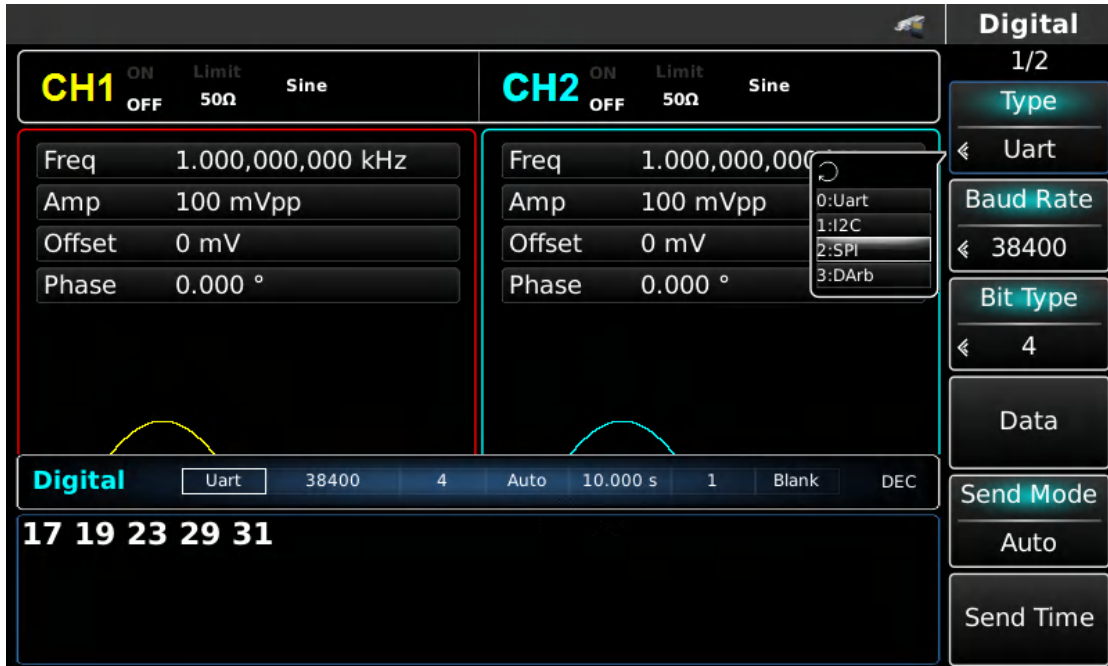 Digital
1/2
CH1 ON OFF Limit 50Ω Sine
CH2 ON OFF Limit 50Ω Sine
Type
Uart
Freq 1.000,000,000 kHz
Amp 100 mVpp
Offset 0 mV
Phase 0.000 °
Freq 1.000,000,000
Amp 100 mVpp
Offset 0 mV
Phase 0.000 °
0:Uart
1:I2C
2:SPI
3:DArb
Baud Rate
38400
Bit Type
4
Data
Digital Uart 38400 4 Auto 10.000 s 1 Blank DEC
17 19 23 29 31
Send Mode
Auto
Send Time